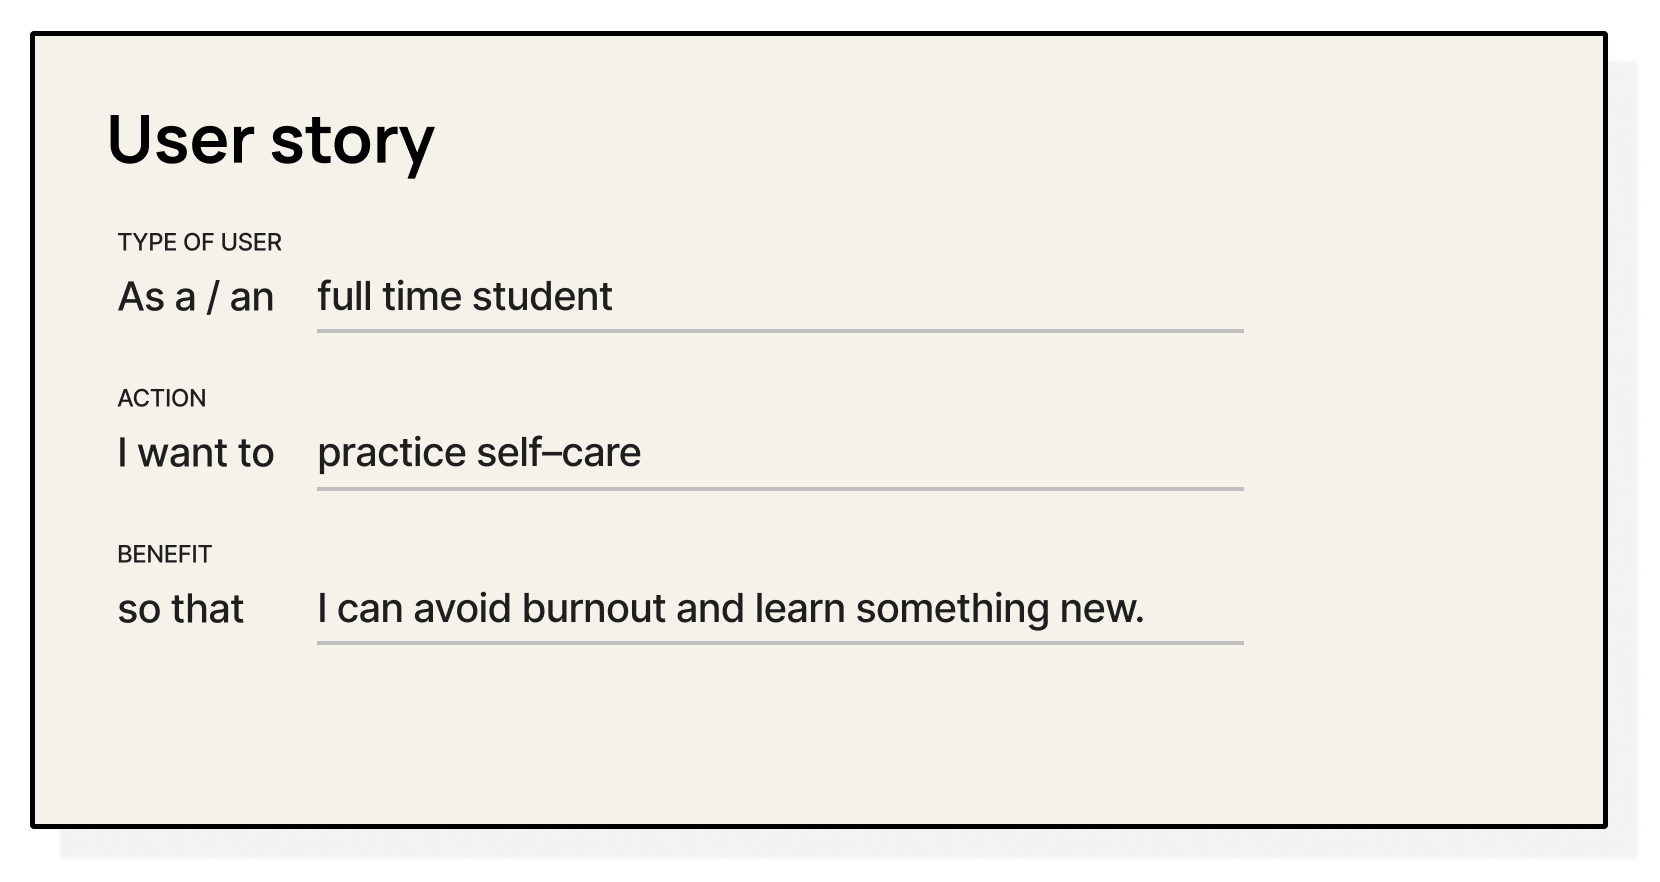 User story
TYPE OF USER
As a / an full time student
ACTION
I want to practice self–care
BENEFIT
so that I can avoid burnout and learn something new.